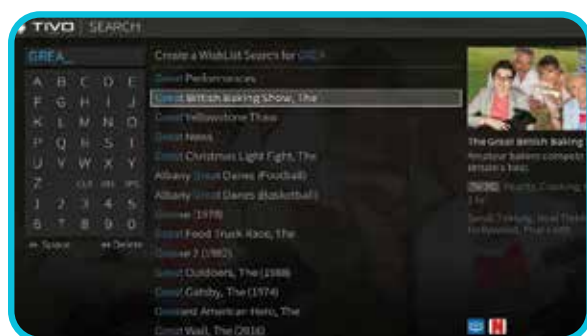 TiVo SEARCH
GREA_
Create a WishList Search for GREA
A B C D E
F G H I J
K L M N O
P Q R S T
U V W X Y
Z CLR
1 2 3 4 5
6 7 8 9 0
Space Delete
Great Performances
Great British Baking Show, The
Great Yellowstone Thaw
Great News
Great Christmas Light Fight, The
Albany Great Danes (Football)
Albany Great Danes (Basketball)
Grease (1978)
Great Food Truck Race, The
Grease 2 (1982)
Great Outdoors, The (1988)
Great Gatsby, The (1974)
Greatest American Hero, The
Great Wall, The (2016)
The Great British Baking
Amateur bakers
Britain's best.